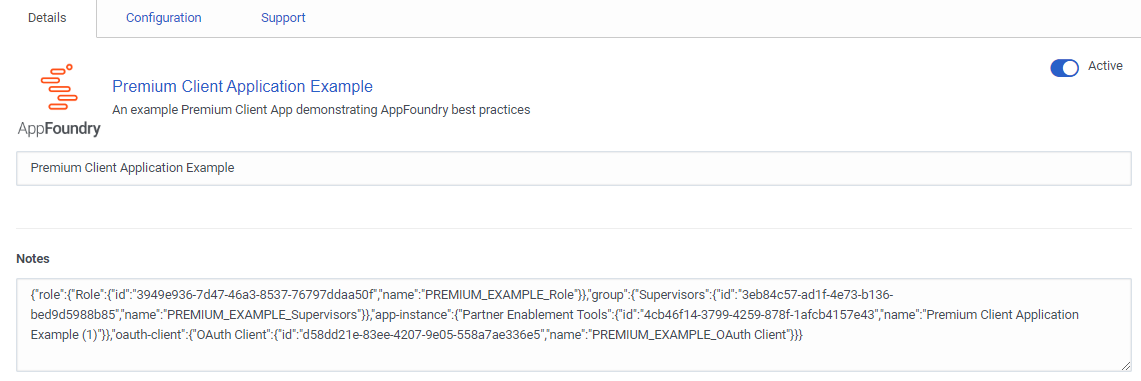 Details Configuration Support
Active
Premium Client Application Example
An example Premium Client App demonstrating AppFoundry best practices
AppFoundry
Premium Client Application Example
Notes
{"role":{"Role":{"id":"3949e936-7d47-46a3-8537-76797ddaa50f","name":"PREMIUM_EXAMPLE_Role"}},"group":{"Supervisors":{"id":"3eb84c57-ad1f-4e73-b136-
bed9d5988b85","name":"PREMIUM_EXAMPLE_Supervisors"}},"app-instance":{"Partner Enablement Tools":{"id":"4cb46f14-3799-4259-878f-1afcb4157e43","name":"Premium Client Application
Example (1)"}},"oauth-client":{"OAuth Client":{"id":"d58dd21e-83ee-4207-9e05-558a7ae336e5","name":"PREMIUM_EXAMPLE_OAuth Client"}}}